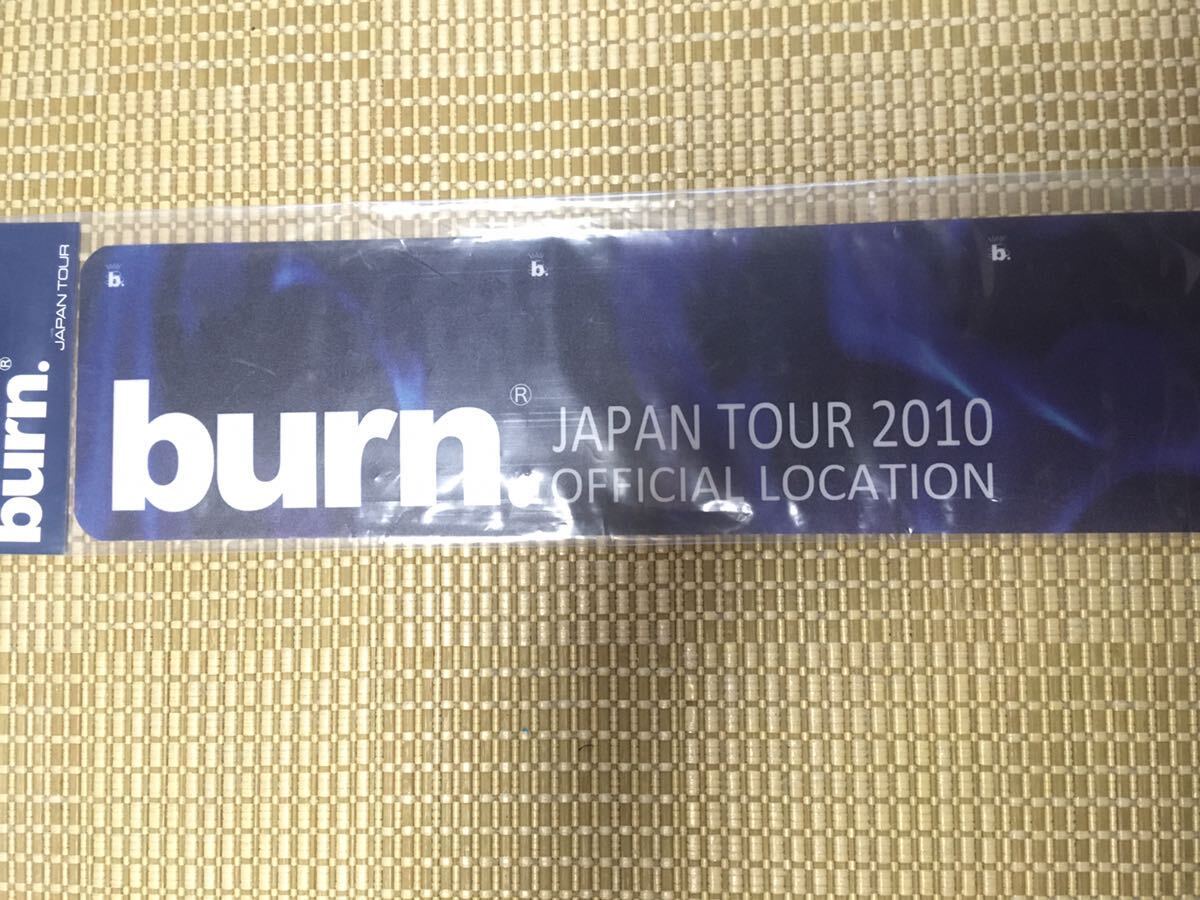 burn.®
JAPAN TOUR
b.
b.
b.
burn.®
JAPAN TOUR 2010
OFFICIAL LOCATION